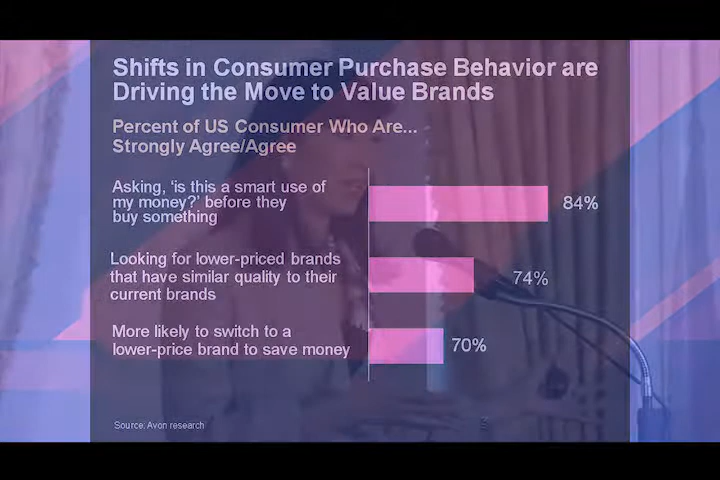 Shifts in Consumer Purchase Behavior are
Driving the Move to Value Brands
Percent of US Consumer Who Are...
Strongly Agree/Agree
Asking, 'is this a smart use of
my money?' before they
buy something
84%
Looking for lower-priced brands
that have similar quality to their
current brands
74%
More likely to switch to a
lower-price brand to save money
70%
Source: Avon research